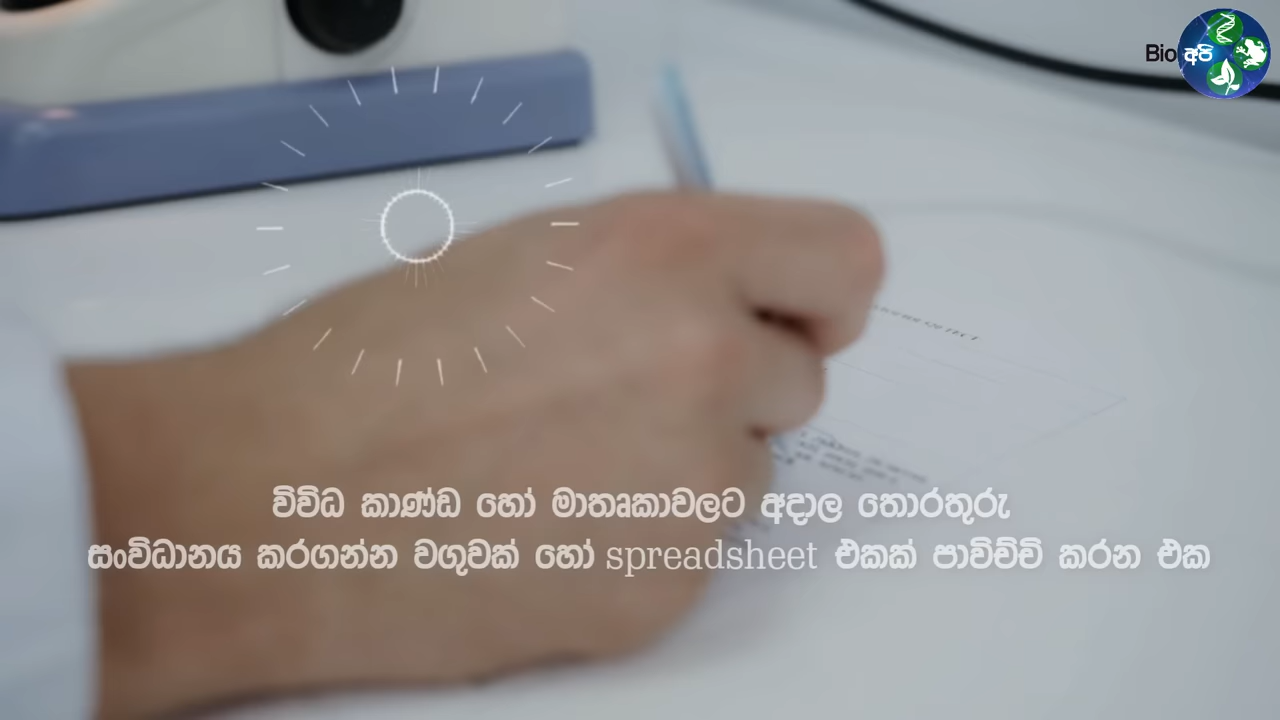 Bio අපි
විවිධ කාණ්ඩ හෝ මාතෘකාවලට අදාල තොරතුරු
සංවිධානය කරගන්න වගුවක් හෝ spreadsheet එකක් පාවිච්චි කරන එක